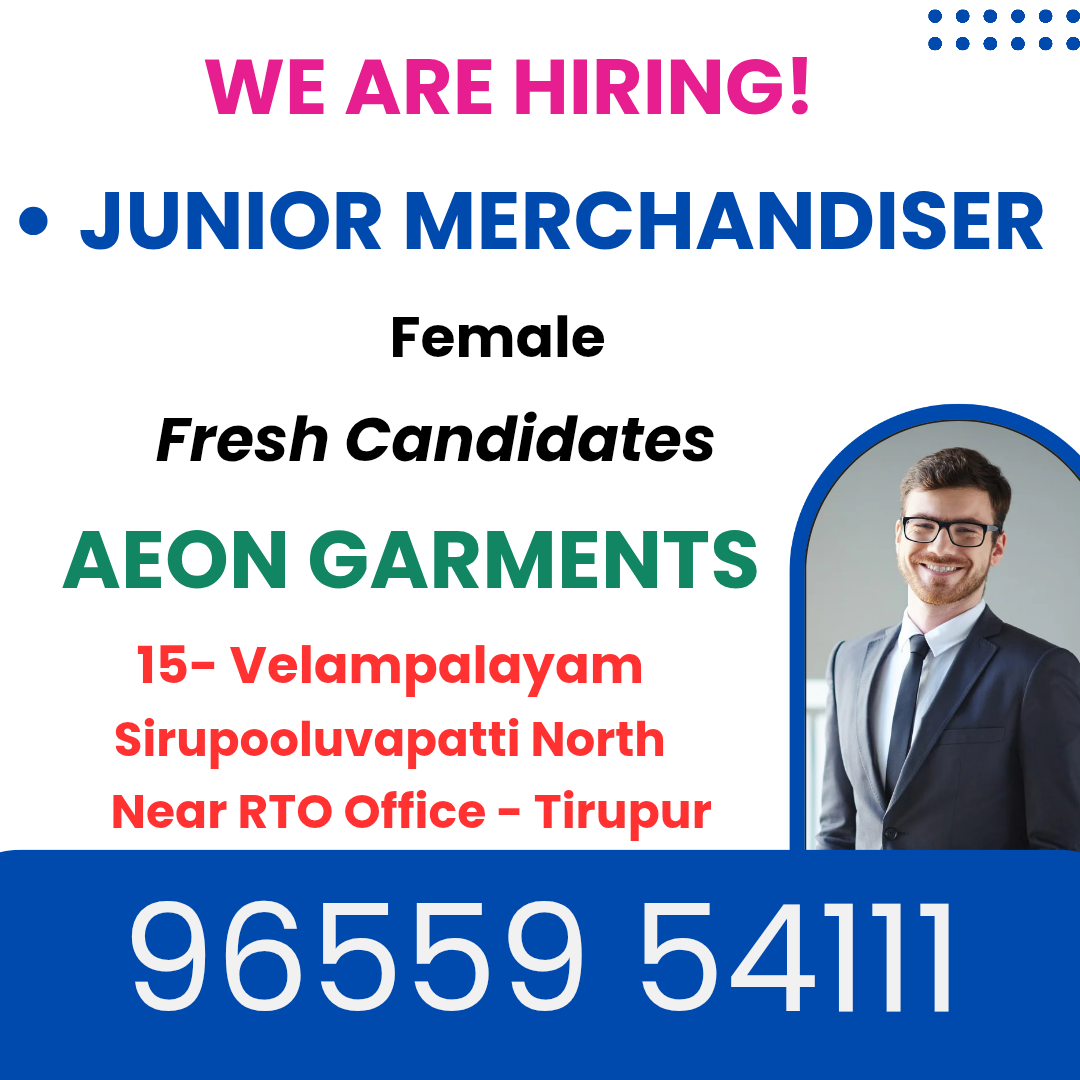 WE ARE HIRING!
• JUNIOR MERCHANDISER
Female
Fresh Candidates
AEON GARMENTS
15- Velampalayam
Sirupooluvapatti North
Near RTO Office - Tirupur
96559 54111